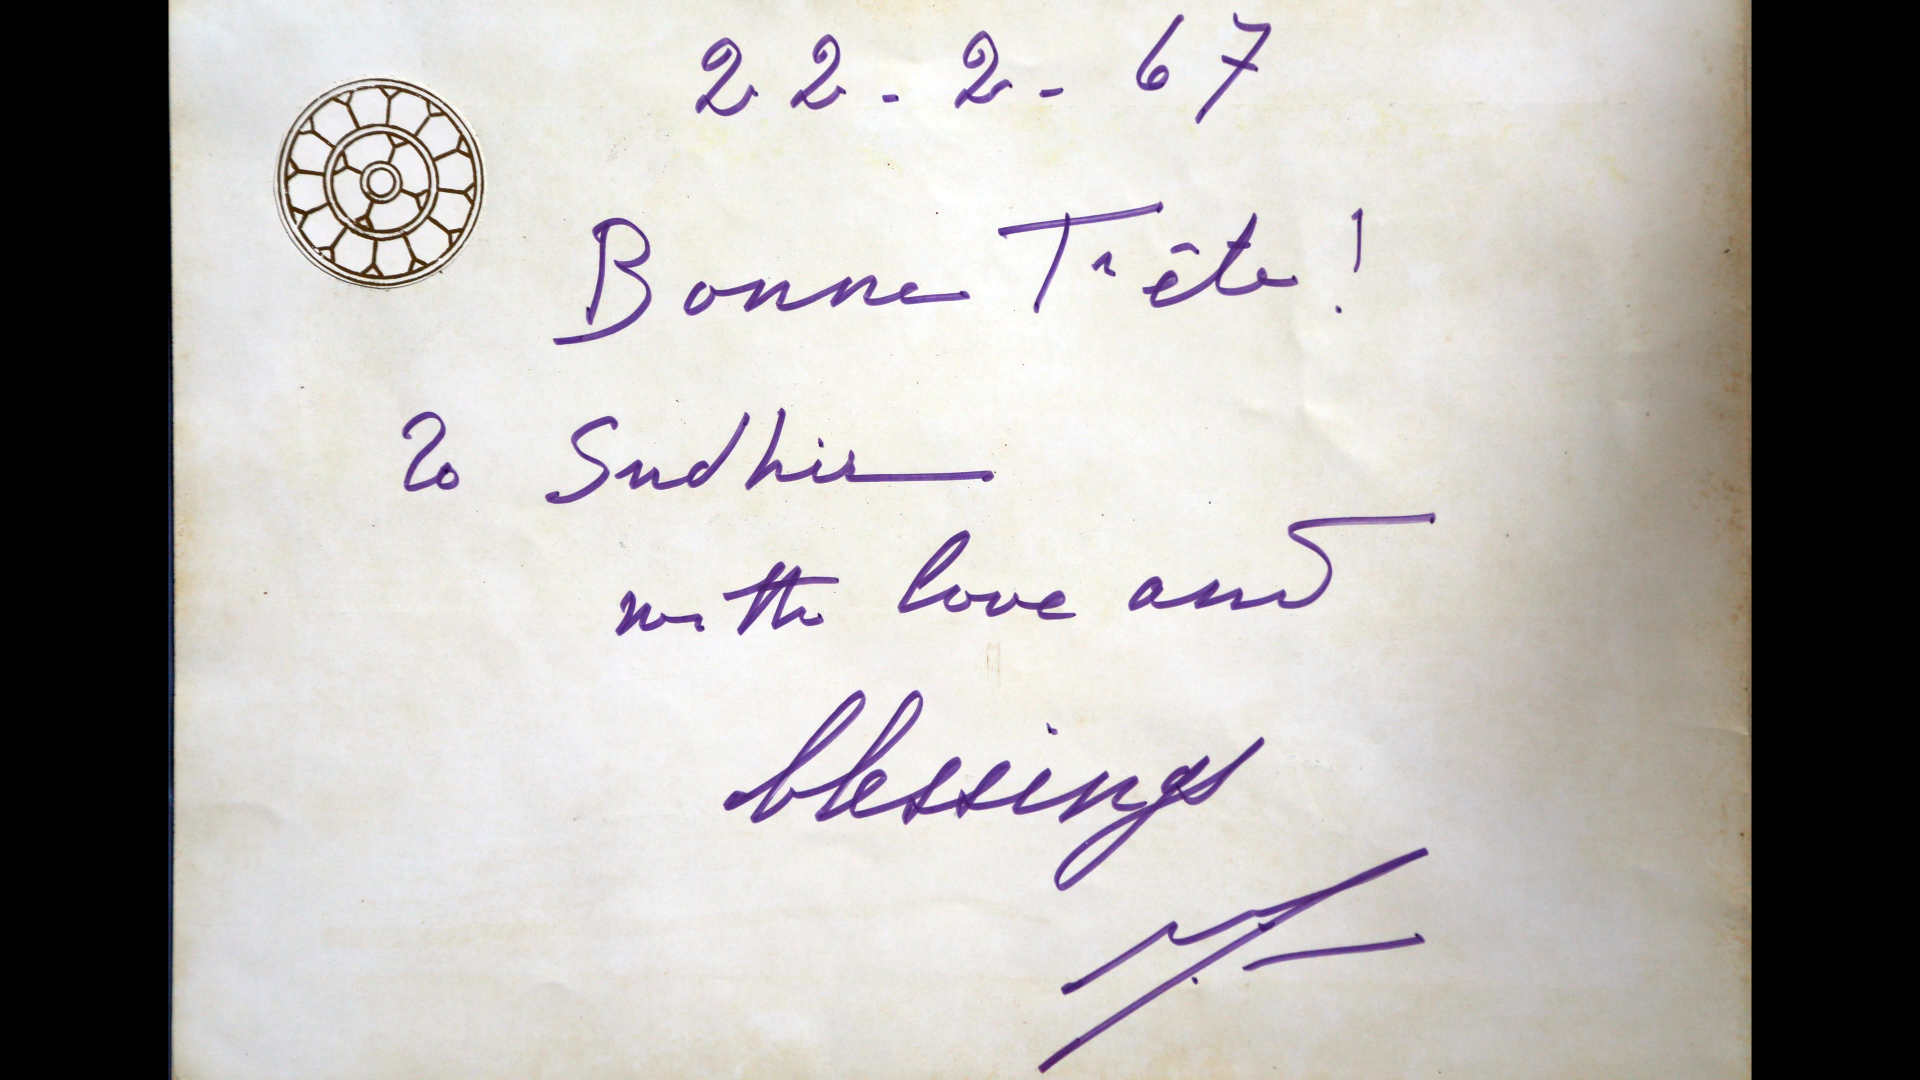 22.2-67
Bonne Fête!
To Sudhir
with love and
blessings